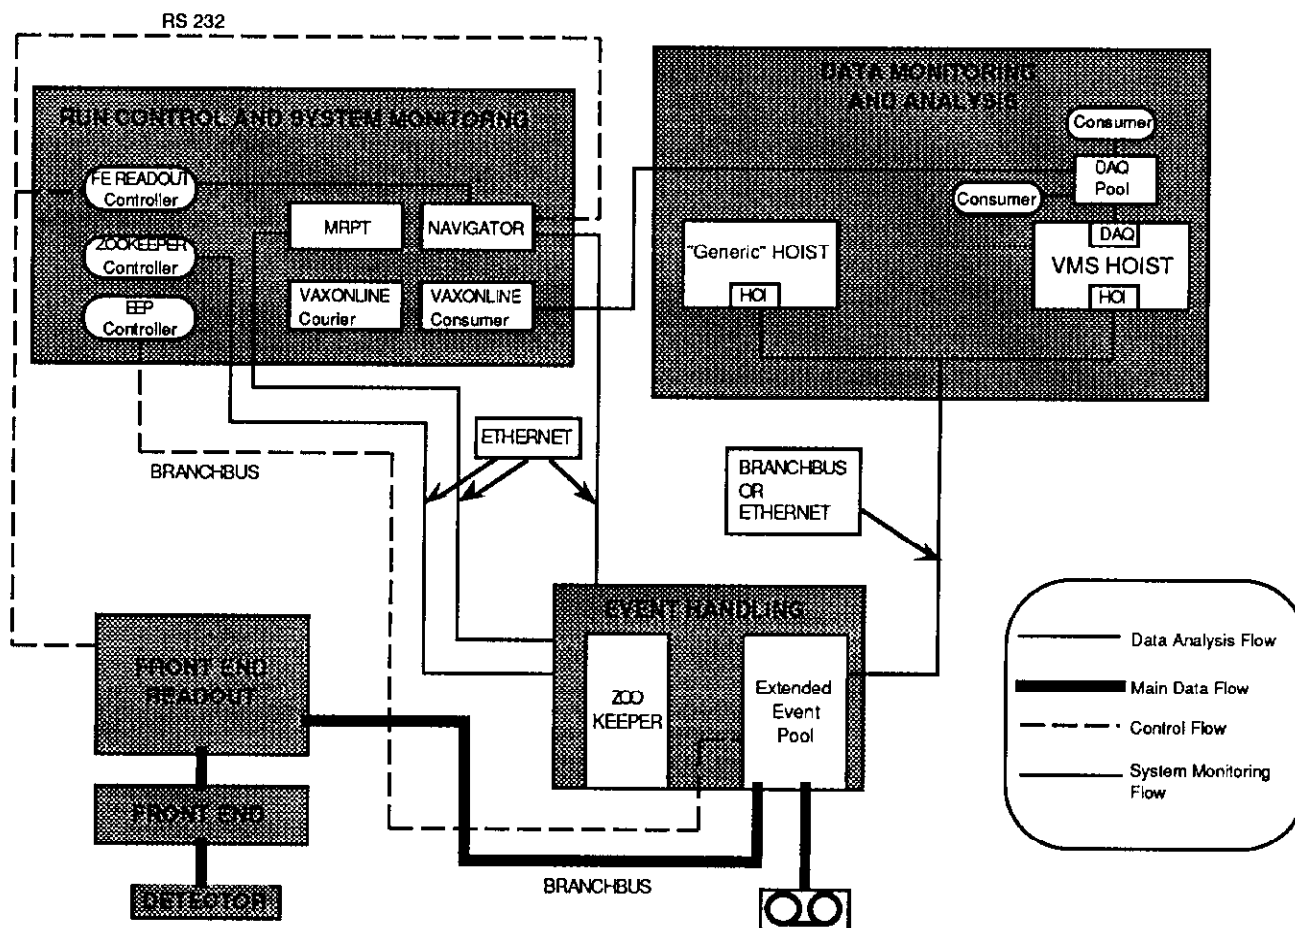 RS 232
RUN CONTROL AND SYSTEM MONITORING
FE READOUT
Controller
ZOOKEEPER
Controller
EEP
Controller
MRPT
NAVIGATOR
VAXONLINE
Courier
VAXONLINE
Consumer
DATA MONITORING
AND ANALYSIS
Consumer
DAQ
Pool
Consumer
"Generic" HOIST
HOI
DAQ
VMS HOIST
HOI
ETHERNET
BRANCHBUS
BRANCHBUS
OR
ETHERNET
EVENT HANDLING
ZOO
KEEPER
Extended
Event
Pool
FRONT END
READOUT
FRONT END
DETECTOR
BRANCHBUS
Data Analysis Flow
Main Data Flow
Control Flow
System Monitoring
Flow